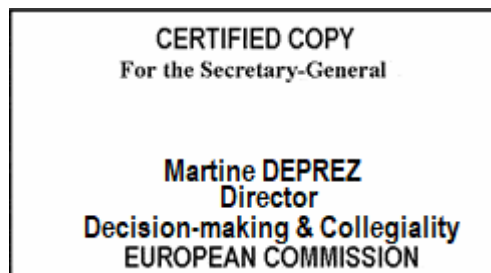 CERTIFIED COPY
For the Secretary-General
Martine DEPREZ
Director
Decision-making & Collegiality
EUROPEAN COMMISSION